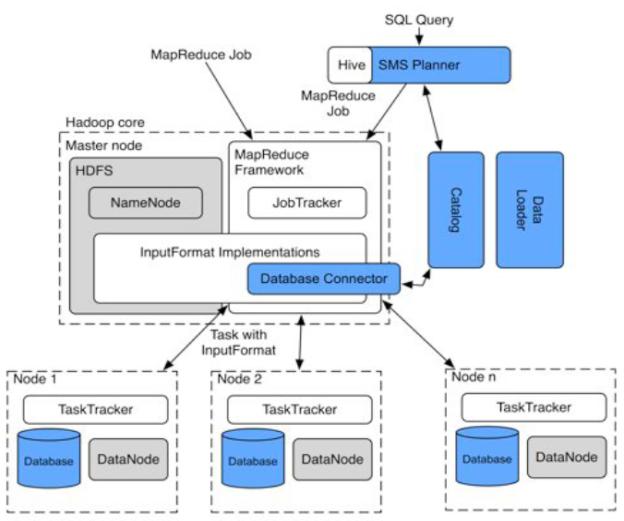 SQL Query
Hive SMS Planner
MapReduce Job
MapReduce
Job
Hadoop core
Master node
HDFS
MapReduce
Framework
NameNode
JobTracker
Catalog
Data
Loader
InputFormat Implementations
Database Connector
Task with
InputFormat
Node 1
TaskTracker
Database
DataNode
Node 2
TaskTracker
Database
DataNode
Node n
TaskTracker
Database
DataNode